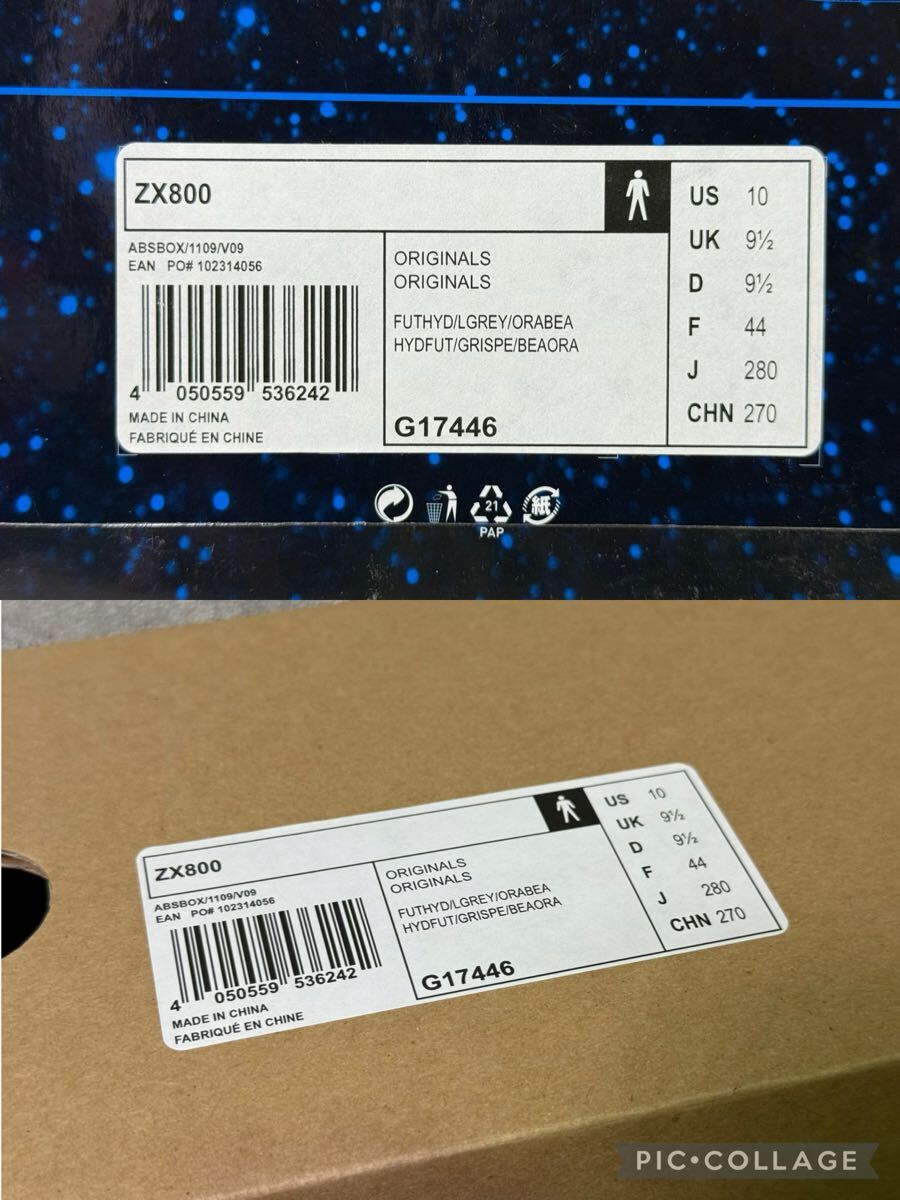 ZX800
ABSBOX/1109/V09
EAN PO# 102314056
4 050559 536242
MADE IN CHINA
FABRIQUÉ EN CHINE
ORIGINALS
ORIGINALS
FUTHYD/LGREY/ORABEA
HYDFUT/GRISPE/BEAORA
G17446
US 10
UK 9½
D 9½
F 44
J 280
CHN 270
21
PAP
紙
ZX800
ABSBOX/1109/V09
EAN PO# 102314056
4 050559 536242
MADE IN CHINA
FABRIQUÉ EN CHINE
ORIGINALS
ORIGINALS
FUTHYD/LGREY/ORABEA
HYDFUT/GRISPE/BEAORA
G17446
US 10
UK 9½
D 9½
F 44
J 280
CHN 270
PIC•COLLAGE